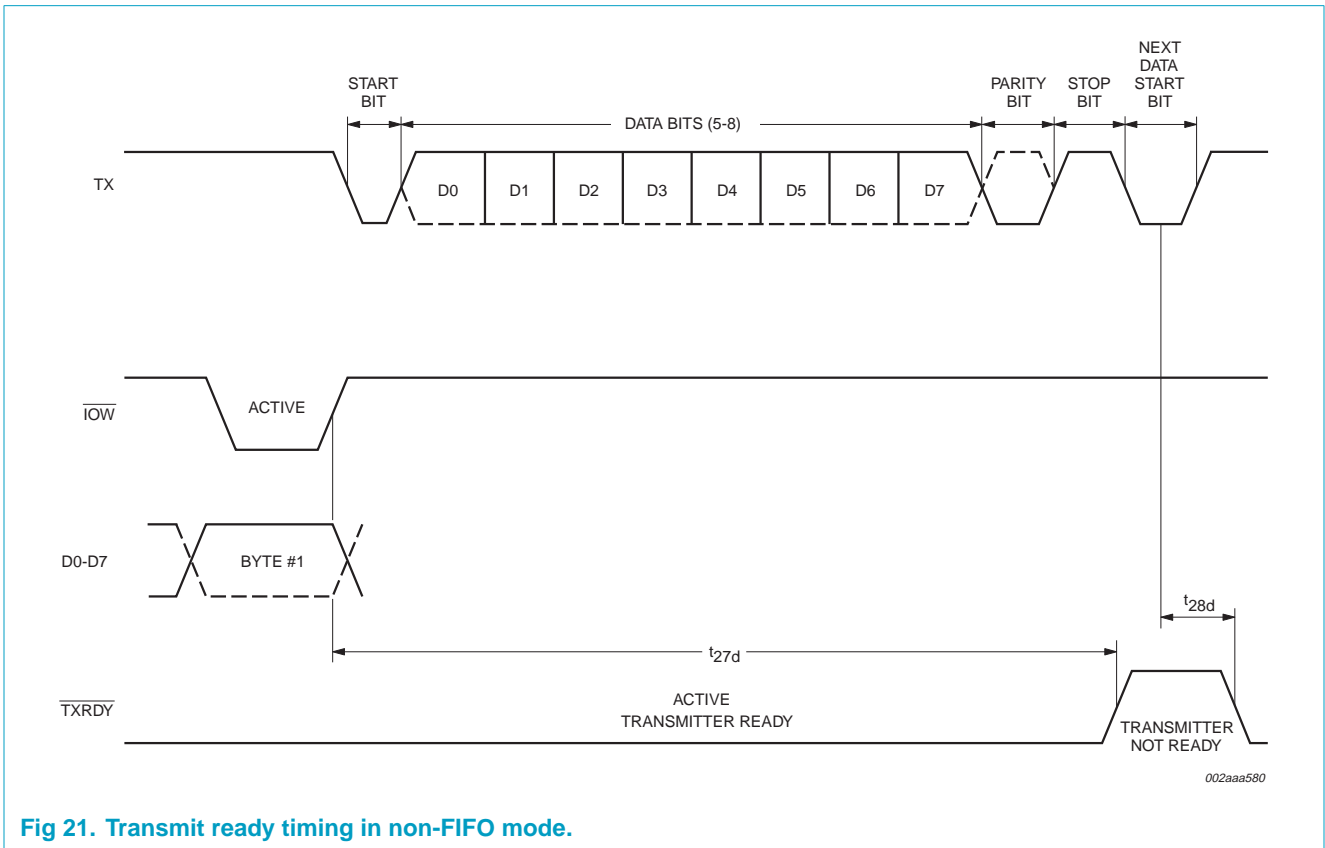 START
BIT
DATA BITS (5-8)
PARITY
BIT
STOP
BIT
NEXT
DATA
START
BIT
TX
D0 D1 D2 D3 D4 D5 D6 D7
IOW
ACTIVE
D0-D7
BYTE #1
t28d
t27d
TXRDY
ACTIVE
TRANSMITTER READY
TRANSMITTER
NOT READY
002aaa580
Fig 21. Transmit ready timing in non-FIFO mode.